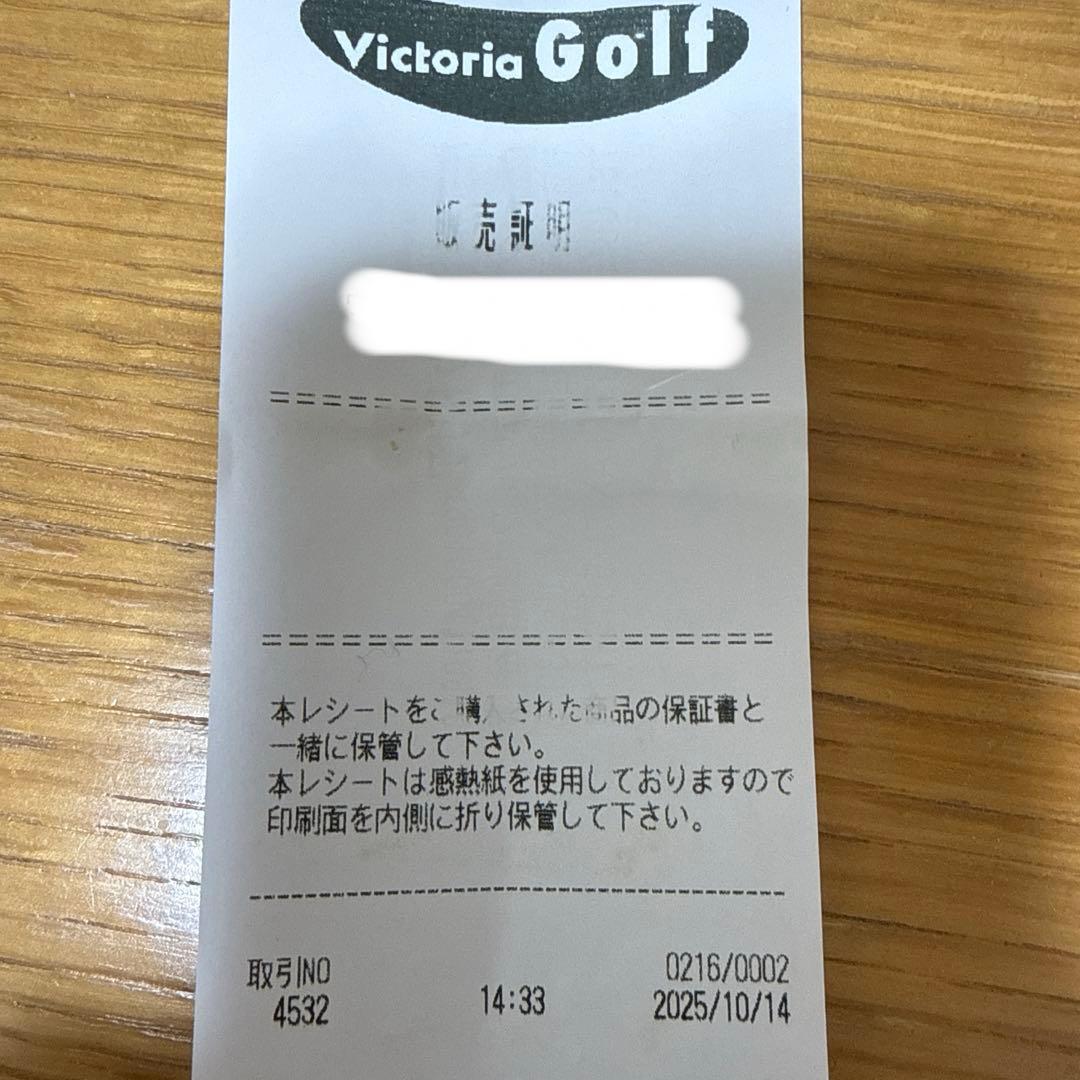 Victoria Golf
販売証明
本レシートをご購入された商品の保証書と
一緒に保管して下さい。
本レシートは感熱紙を使用しておりますので
印刷面を内側に折り保管して下さい。
取引NO 0216/0002
4532 14:33 2025/10/14